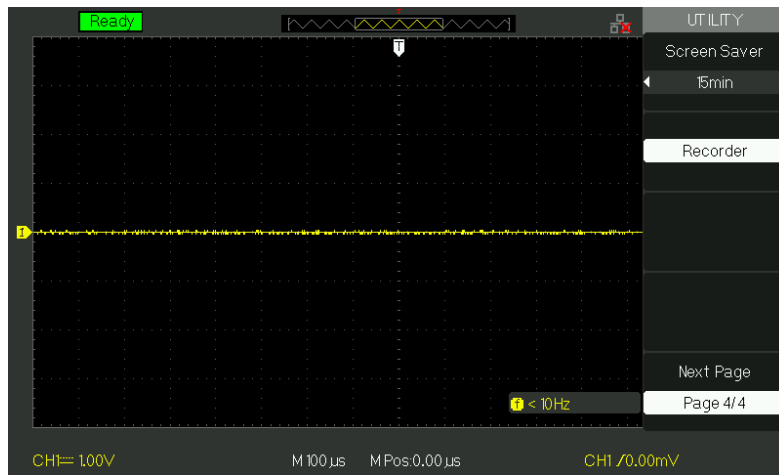 Ready
T
T
UTILITY
Screen Saver
15min
Recorder
Next Page
Page 4/4
f < 10Hz
CH1 1.00V
M 100µs
M Pos:0.00µs
CH1 /0.00mV